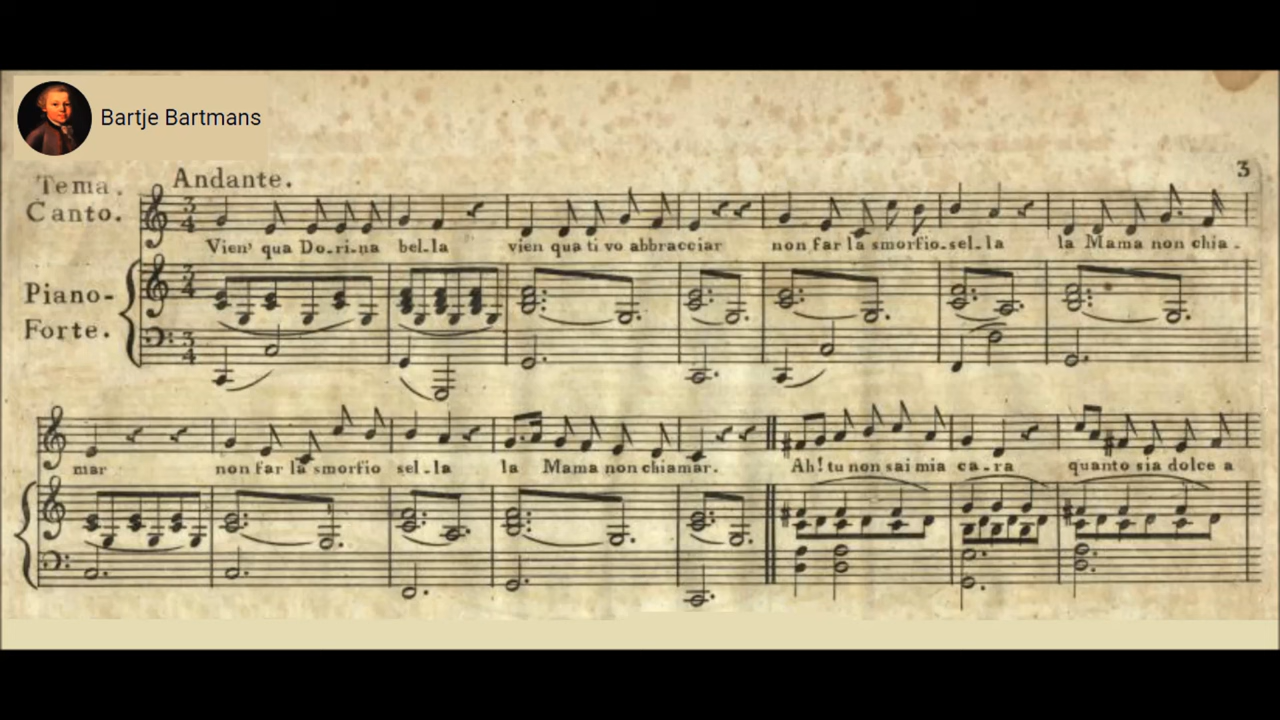 Bartje Bartmans
3
Tema.
Andante.
Canto.
Vien' qua Do-ri-na bel-la vien qua ti vo abbracciar non far la smorfio-sel-la la Mama non chia-
Piano-
Forte.
mar non far la smorfio sel-la la Mama non chiamar. Ah! tu non sai mia ca-ra quanto sia dolce a